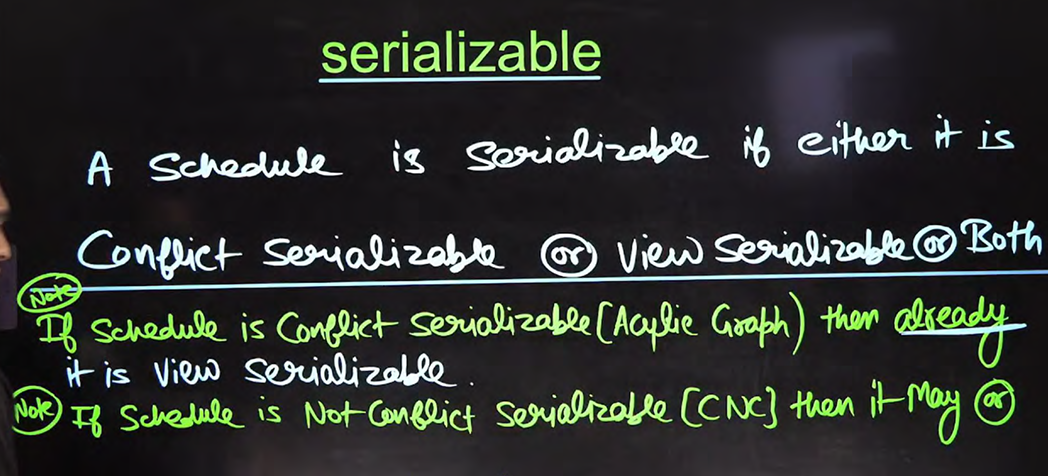 serializable
A Schedule is Serializable if either it is
Conflict Serializable (or) View Serializable (or) Both
Note
If Schedule is Conflict Serializable (Acylic Graph) then already
it is View Serializable.
Note If Schedule is Not-Conflict Serializable [CNC] then it May (or)